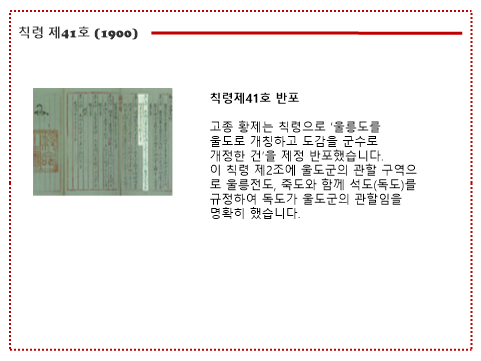 칙령 제41호 (1900)
칙령제41호 반포
고종 황제는 칙령으로 '울릉도를
울도로 개칭하고 도감을 군수로
개정한 건'을 제정 반포했습니다.
이 칙령 제2조에 울도군의 관할 구역으
로 울릉전도, 죽도와 함께 석도(독도)를
규정하여 독도가 울도군의 관할임을
명확히 했습니다.